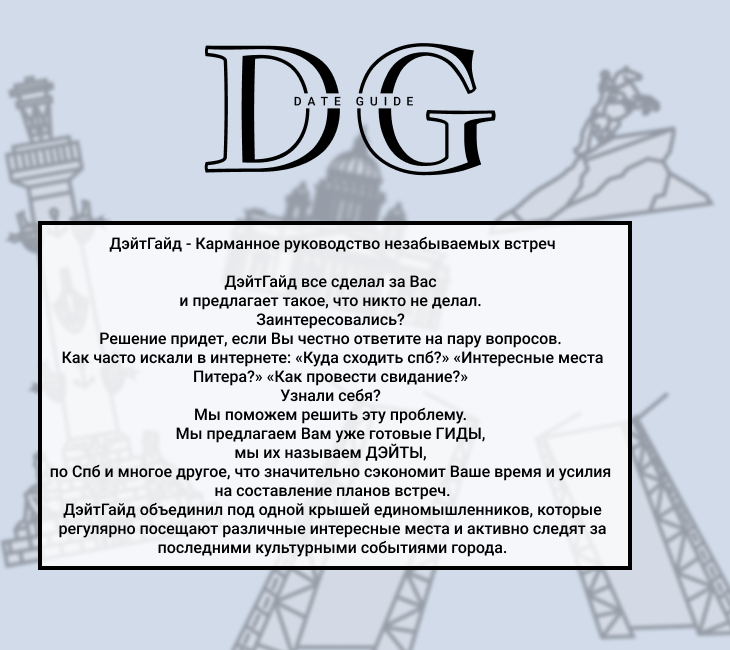 DG
DATE GUIDE
ДэйтГайд - Карманное руководство незабываемых встреч
ДэйтГайд все сделал за Вас
и предлагает такое, что никто не делал.
Заинтересовались?
Решение придет, если Вы честно ответите на пару вопросов.
Как часто искали в интернете: «Куда сходить спб?» «Интересные места
Питера?» «Как провести свидание?»
Узнали себя?
Мы поможем решить эту проблему.
Мы предлагаем Вам уже готовые ГИДЫ,
мы их называем ДЭЙТЫ,
по Спб и многое другое, что значительно сэкономит Ваше время и усилия
на составление планов встреч.
ДэйтГайд объединил под одной крышей единомышленников, которые
регулярно посещают различные интересные места и активно следят за
последними культурными событиями города.